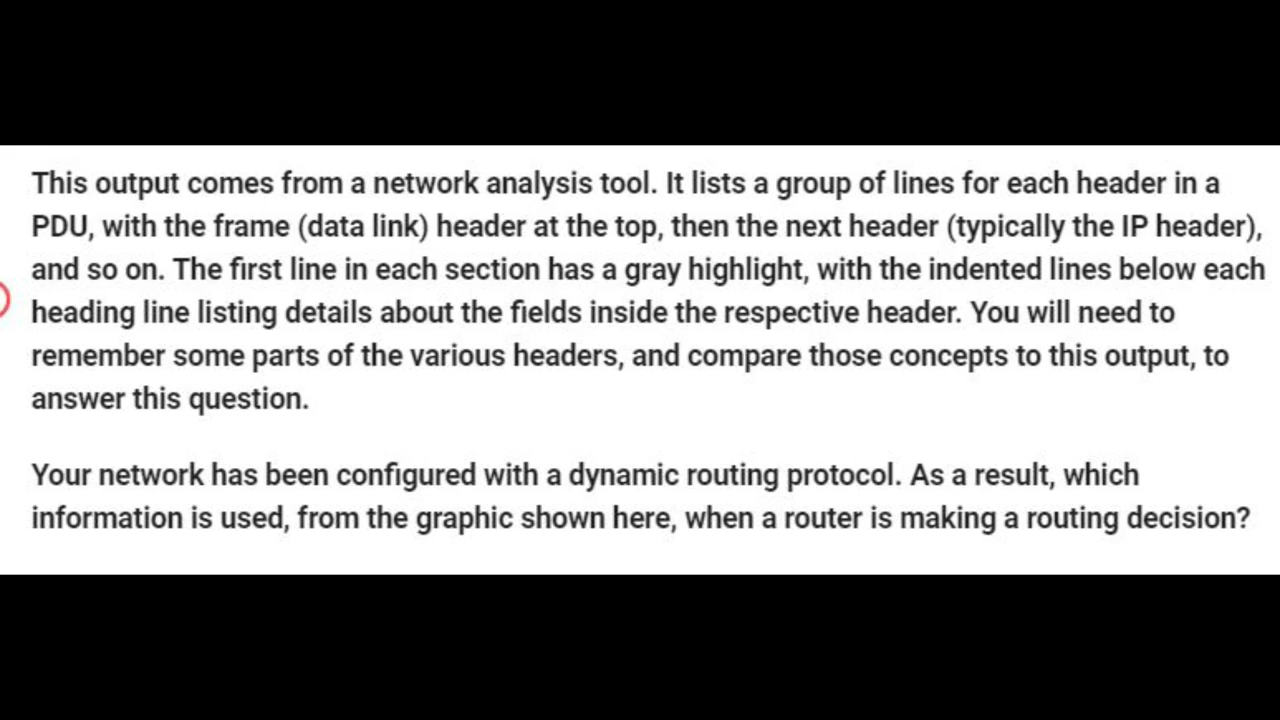 This output comes from a network analysis tool. It lists a group of lines for each header in a
PDU, with the frame (data link) header at the top, then the next header (typically the IP header),
and so on. The first line in each section has a gray highlight, with the indented lines below each
heading line listing details about the fields inside the respective header. You will need to
remember some parts of the various headers, and compare those concepts to this output, to
answer this question.
Your network has been configured with a dynamic routing protocol. As a result, which
information is used, from the graphic shown here, when a router is making a routing decision?